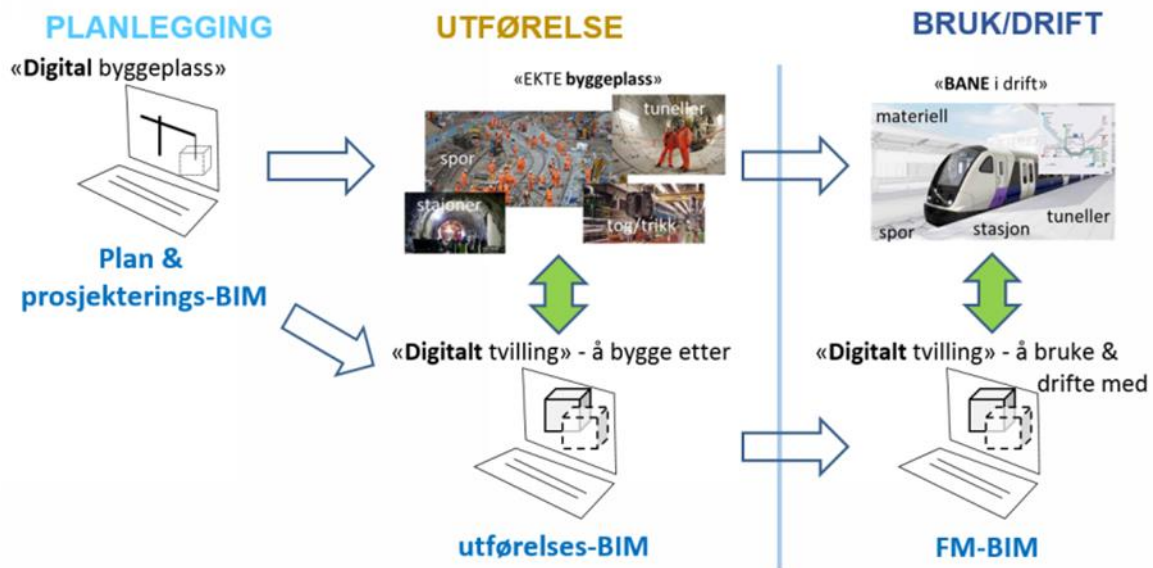 PLANLEGGING
«Digital byggeplass»
Plan &
prosjekterings-BIM
UTFØRELSE
«EKTE byggeplass»
tuneller
spor
stajoner
tog/trikk
«Digitalt tvilling» - å bygge etter
utførelses-BIM
BRUK/DRIFT
«BANE i drift»
materiell
tuneller
stasjon
spor
«Digitalt tvilling» - å bruke &
drifte med
FM-BIM